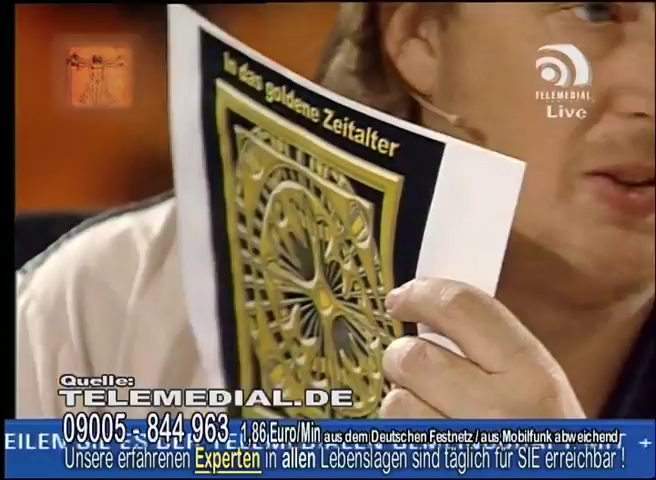 TELEMEDIAL
Live
In das goldene Zeitalter
Quelle:
TELEMEDIAL.DE
09005 - 844 963 1,86 Euro/Min aus dem Deutschen Festnetz / aus Mobilfunk abweichend
EILEN
Unsere erfahrenen Experten in allen Lebenslagen sind täglich für SIE erreichbar !